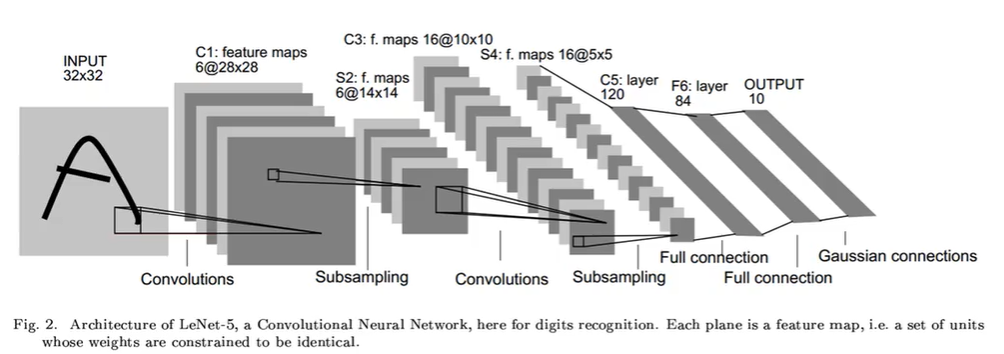 INPUT
32x32
C1: feature maps
6@28x28
S2: f. maps
6@14x14
C3: f. maps 16@10x10
S4: f. maps 16@5x5
C5: layer
120
F6: layer
84
OUTPUT
10
Convolutions
Subsampling
Convolutions
Subsampling
Full connection
Full connection
Gaussian connections
Fig. 2. Architecture of LeNet-5, a Convolutional Neural Network, here for digits recognition. Each plane is a feature map, i.e. a set of units
whose weights are constrained to be identical.